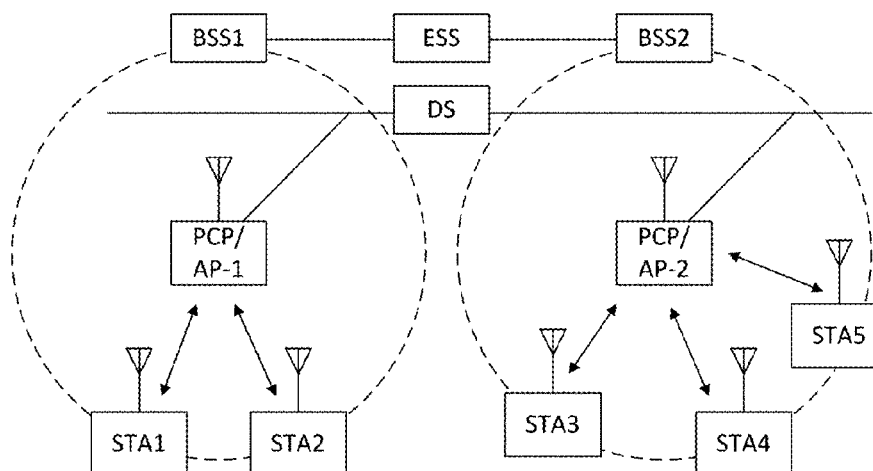 BSS1
ESS
BSS2
DS
PCP/
AP-1
PCP/
AP-2
STA5
STA1
STA2
STA3
STA4